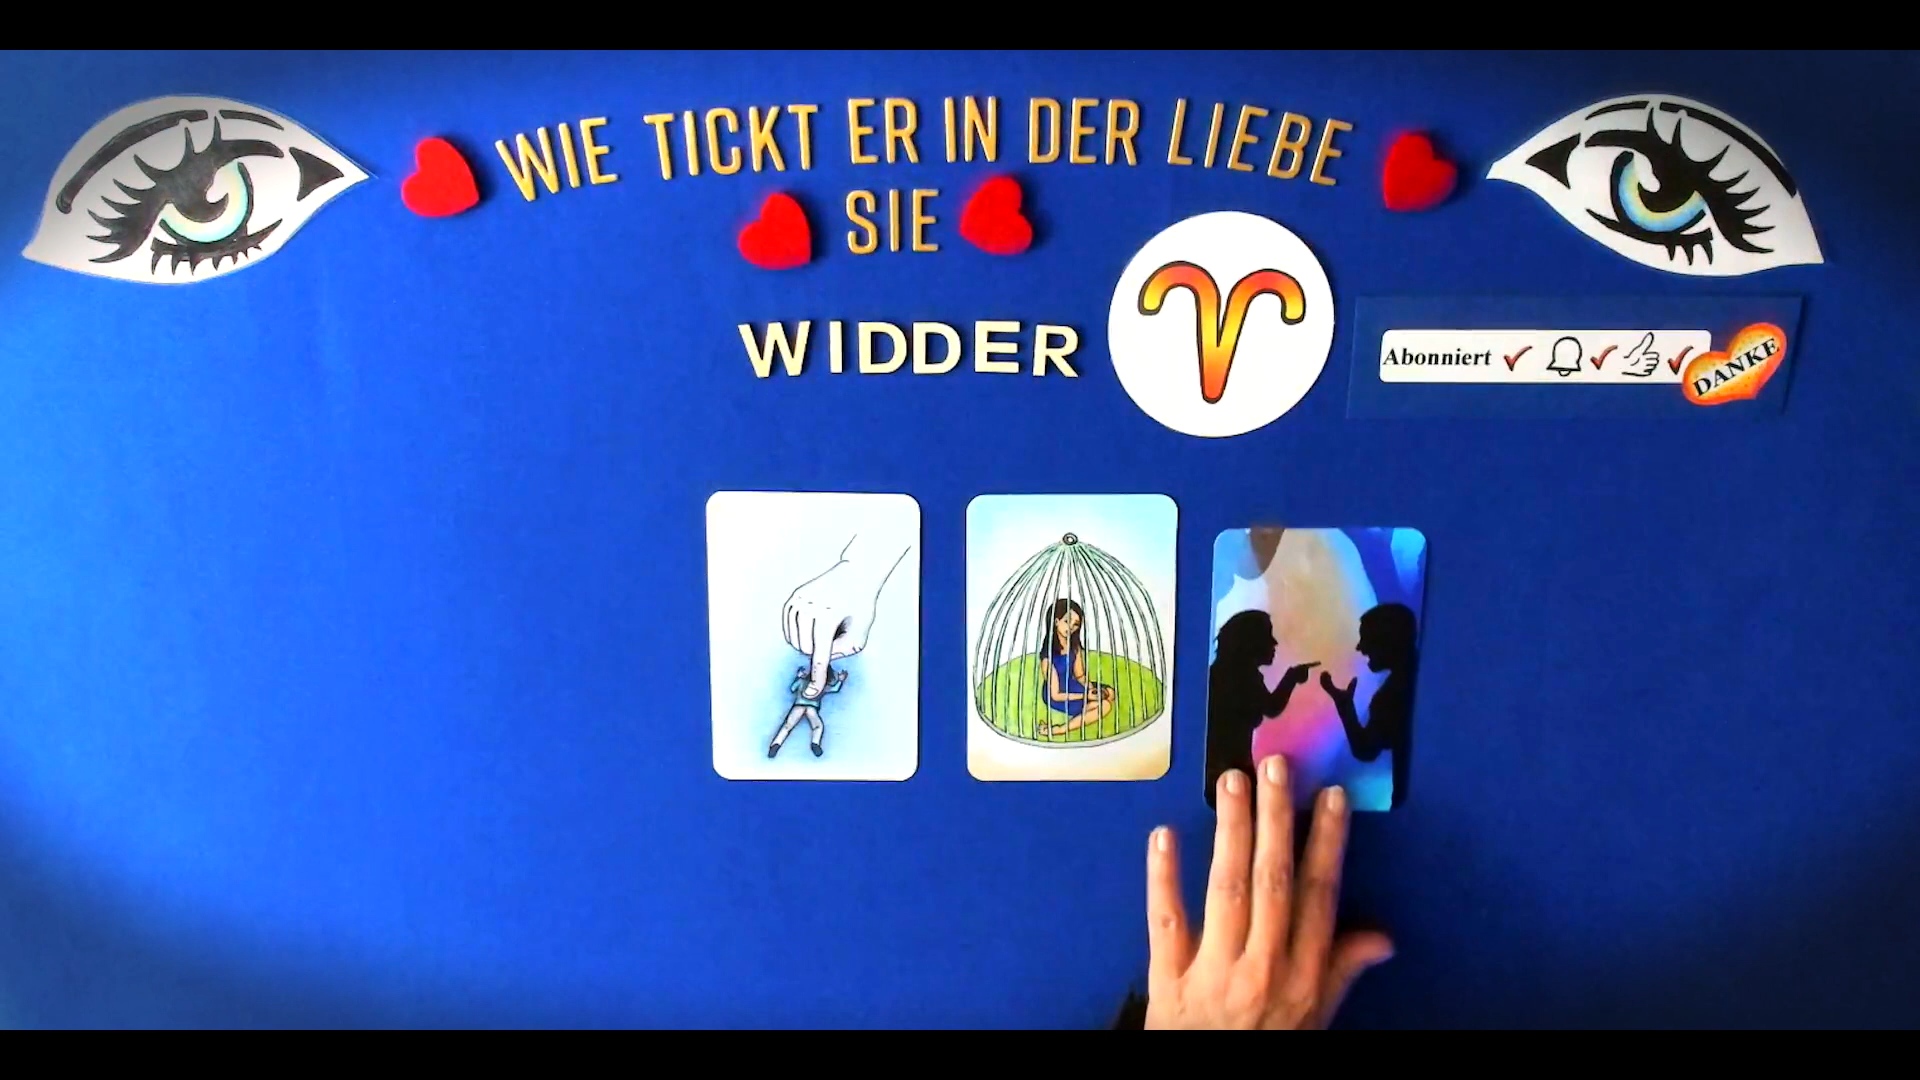 WIE TICKT ER IN DER LIEBE
SIE
WIDDER
Abonniert
DANKE